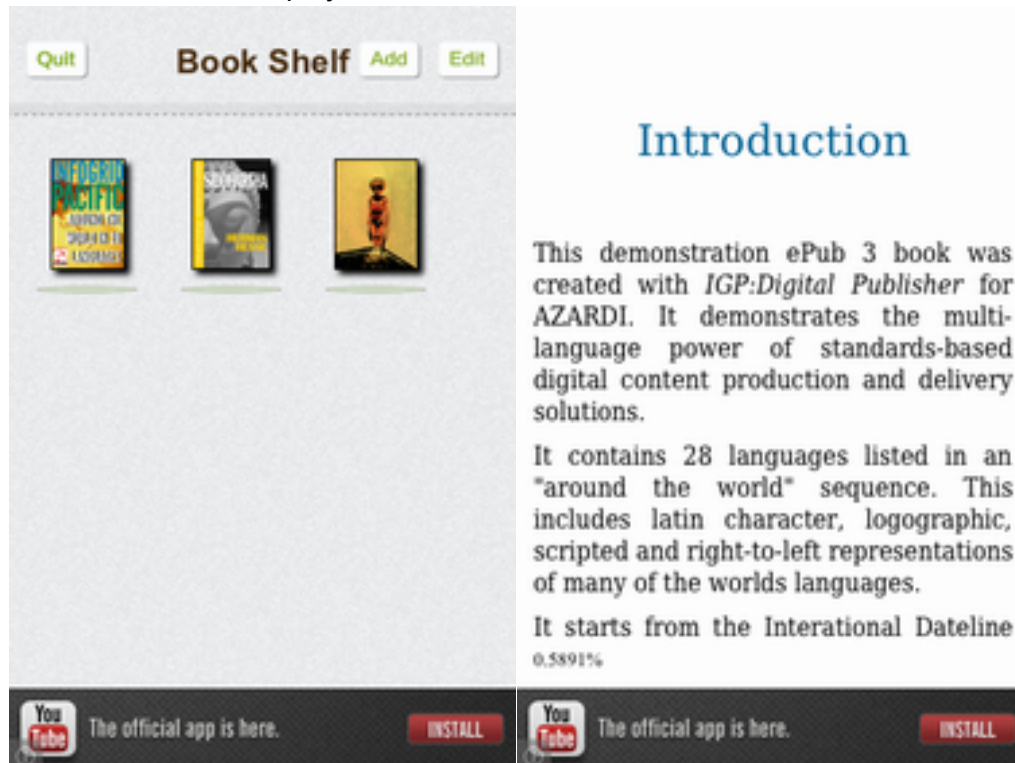 Quit
Book Shelf
Add
Edit
INFOGRID
PACIFIC
SIDDHARTHA
You
Tube
The official app is here.
INSTALL
Introduction
This demonstration ePub 3 book was
created with IGP:Digital Publisher for
AZARDI. It demonstrates the multi-
language power of standards-based
digital content production and delivery
solutions.
It contains 28 languages listed in an
"around the world" sequence. This
includes latin character, logographic,
scripted and right-to-left representations
of many of the worlds languages.
It starts from the Interational Dateline
0.5891%
You
Tube
The official app is here.
INSTALL